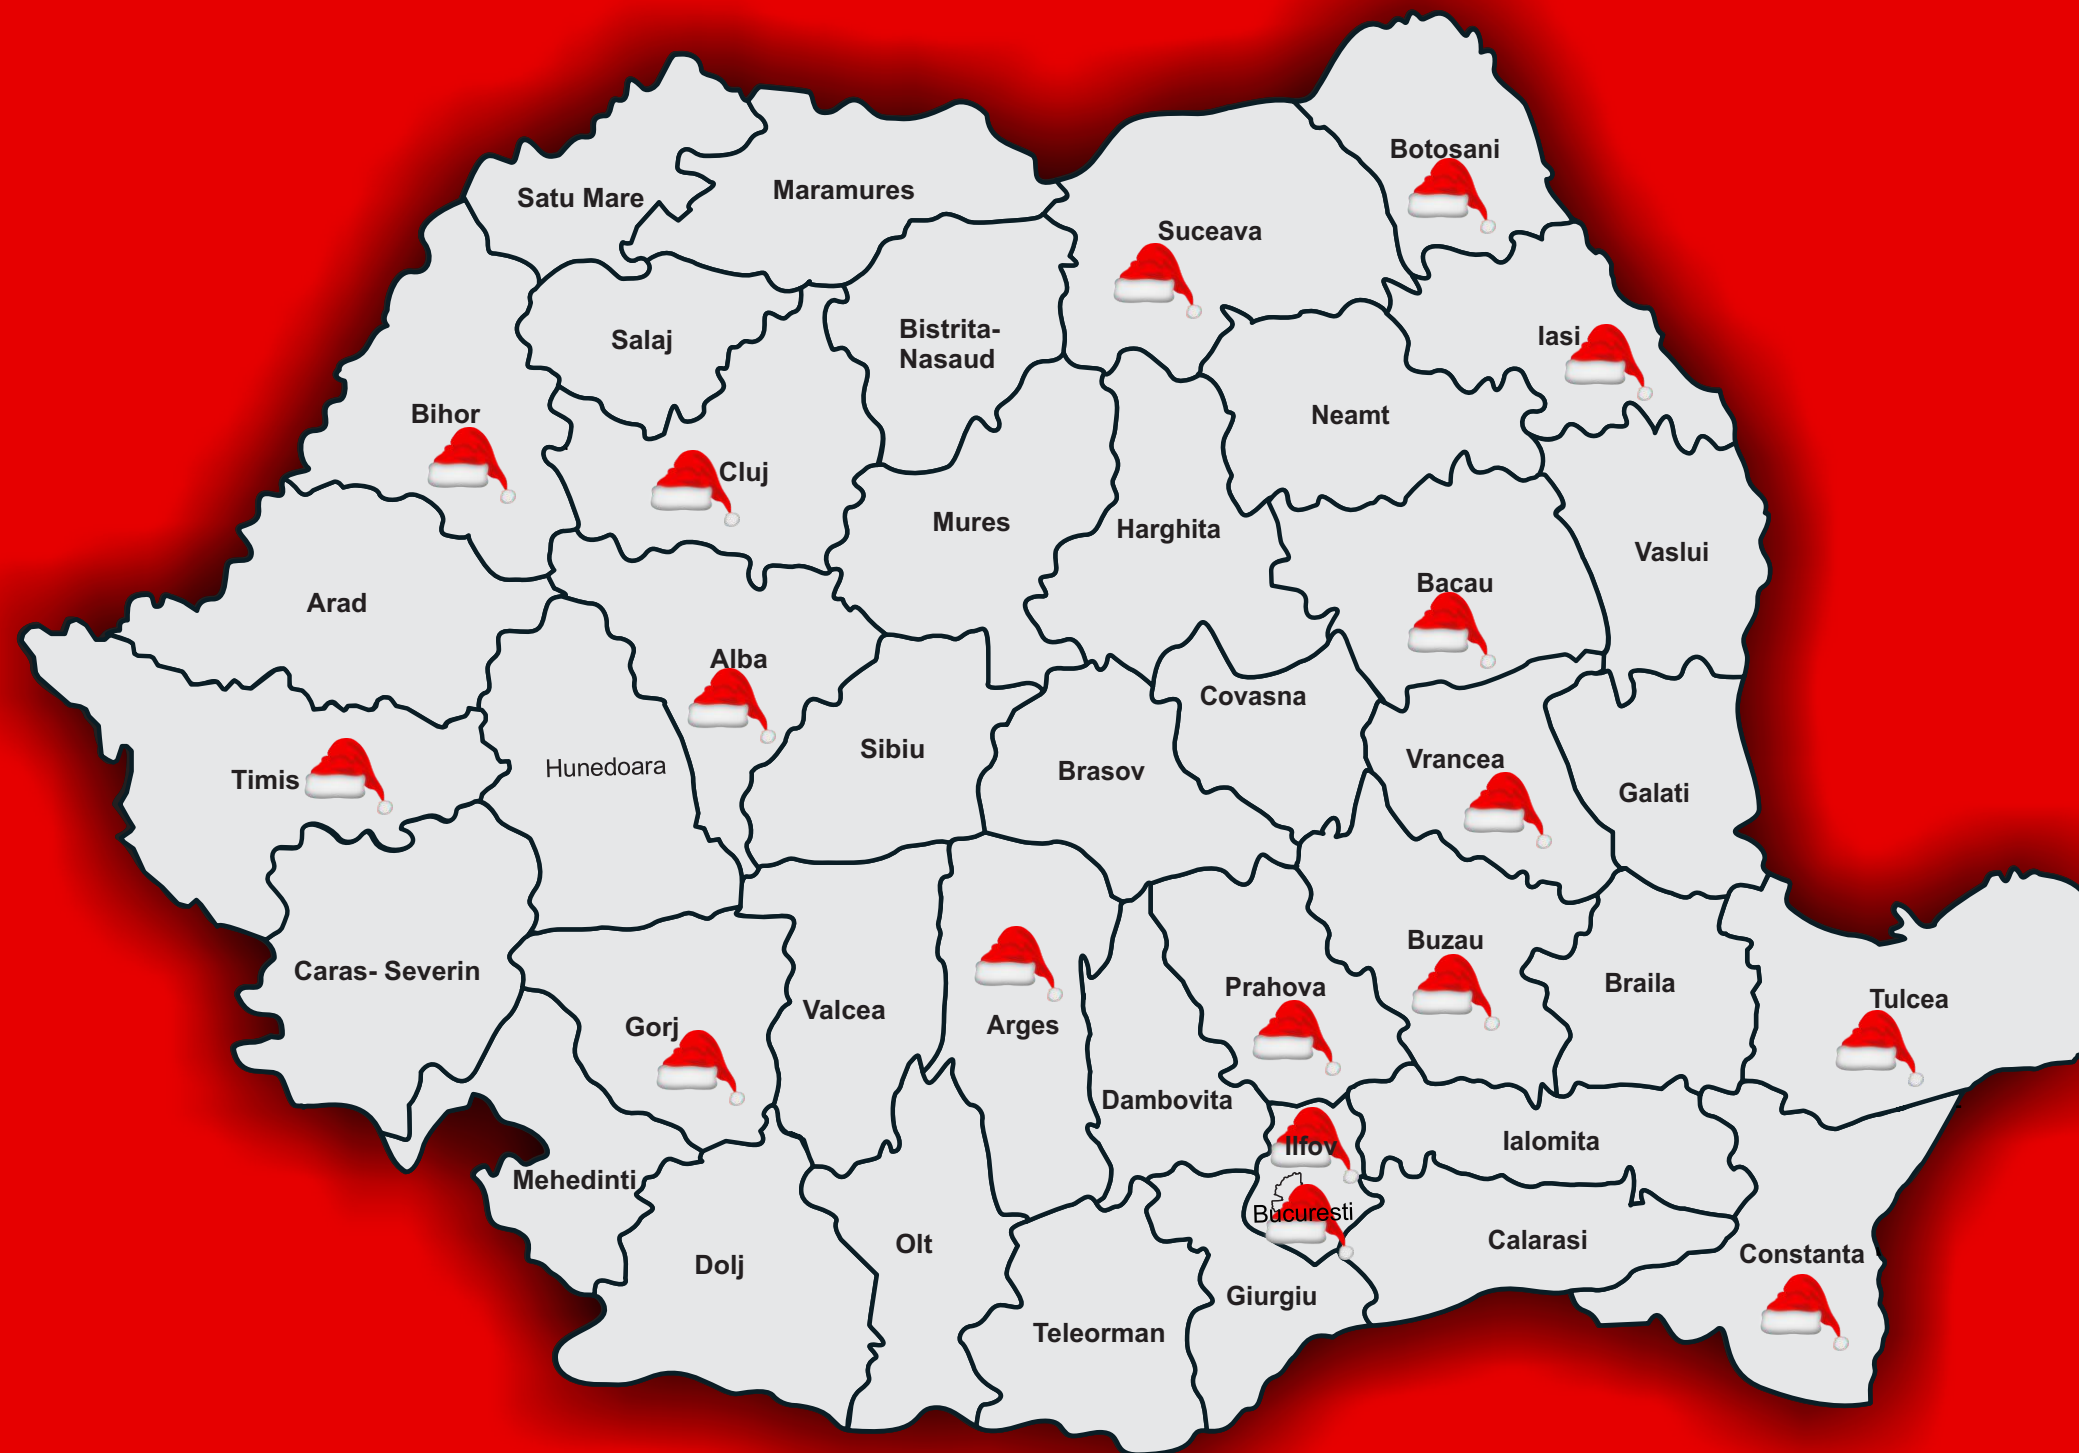 Botosani
Satu Mare
Maramures
Suceava
Bistrita-
Nasaud
Salaj
Iasi
Bihor
Neamt
Cluj
Mures
Harghita
Vaslui
Arad
Bacau
Alba
Covasna
Sibiu
Vrancea
Hunedoara
Brasov
Timis
Galati
Buzau
Caras- Severin
Braila
Prahova
Tulcea
Valcea
Gorj
Arges
Dambovita
Ilfov
Ialomita
Mehedinti
Bucuresti
Olt
Calarasi
Constanta
Dolj
Giurgiu
Teleorman